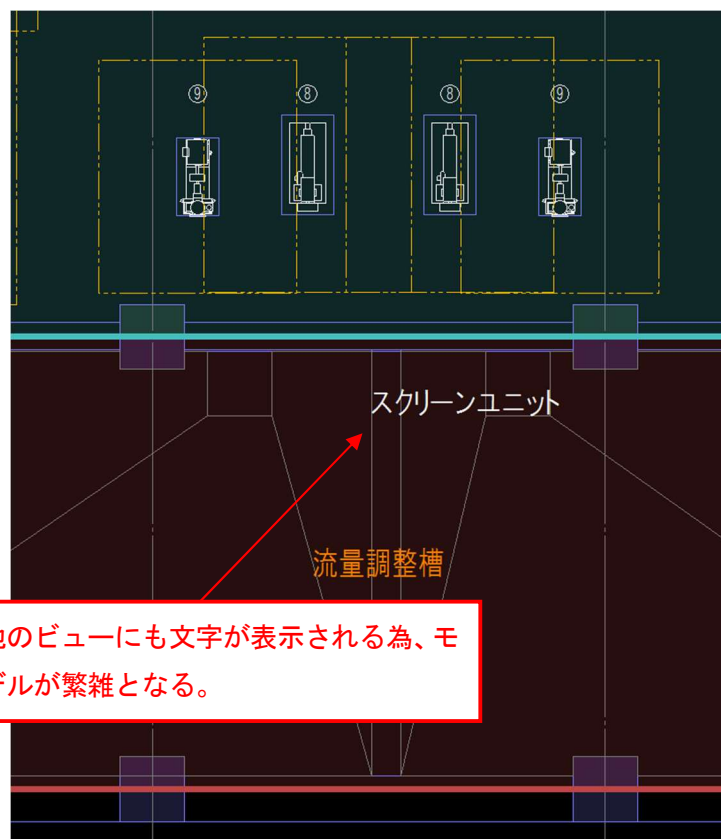 ⑨ ⑧ ⑧ ⑨
スクリーンユニット
流量調整槽
他のビューにも文字が表示される為、モ
デルが繁雑となる。